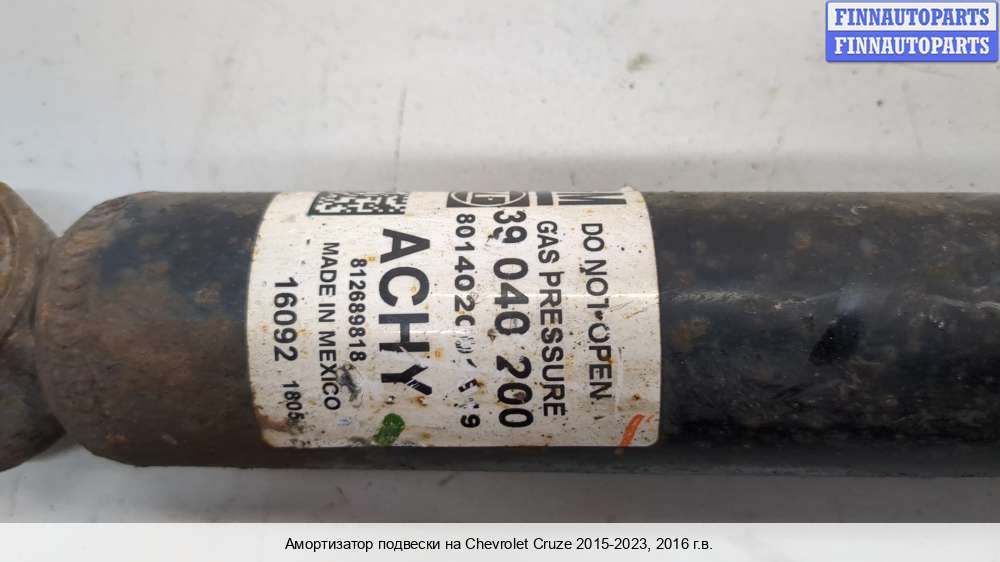 FINNAUTOPARTS
FINNAUTOPARTS
DO NOT OPEN
GAS PRESSURE
39 040 200
ACHY
812689818
MADE IN MEXICO
16092
Амортизатор подвески на Chevrolet Cruze 2015-2023, 2016 г.в.